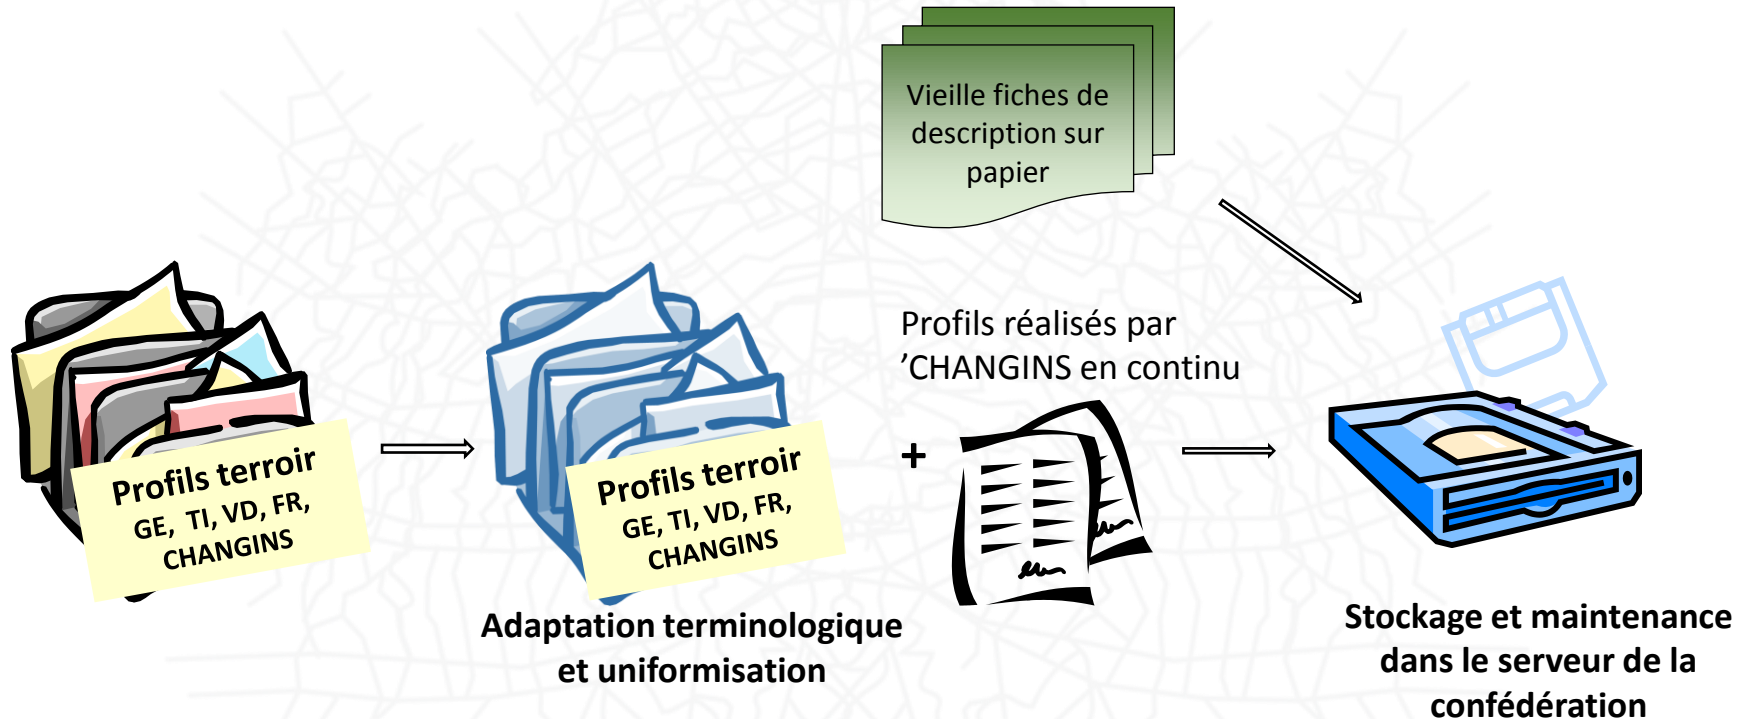 Vieille fiches de
description sur
papier
Profils réalisés par
’CHANGINS en continu
Profils terroir
GE, TI, VD, FR,
CHANGINS
Profils terroir
GE, TI, VD, FR,
CHANGINS
+
Adaptation terminologique
et uniformisation
Stockage et maintenance
dans le serveur de la
confédération